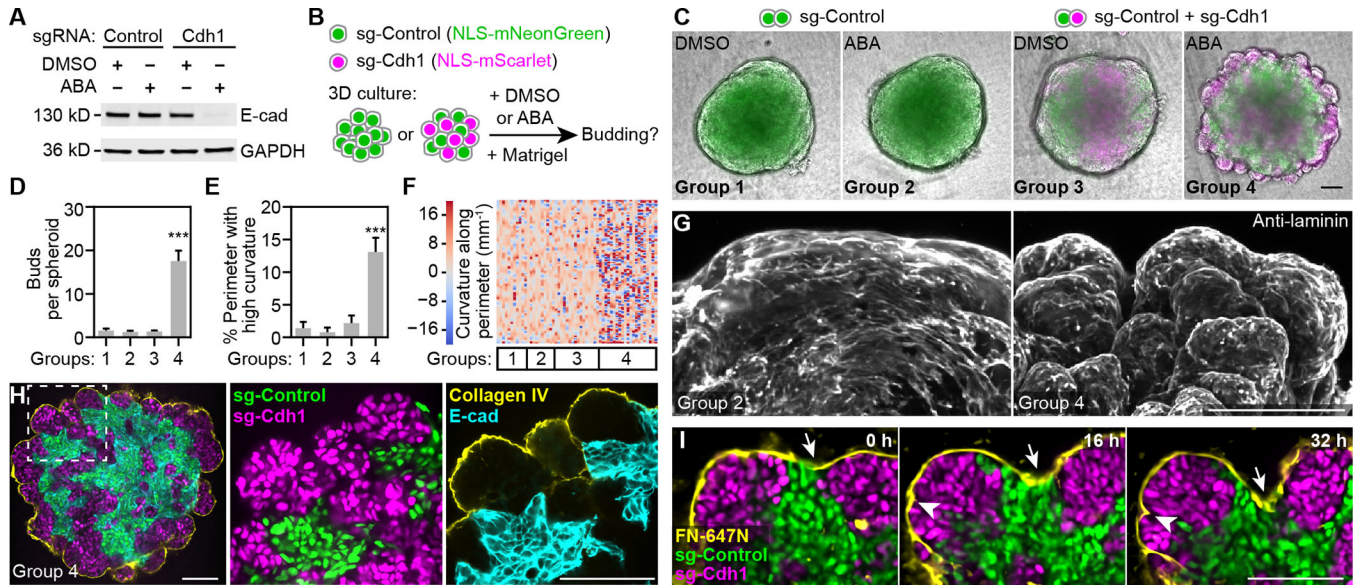 A
sgRNA: Control Cdh1
DMSO + – + –
ABA – + – +
130 kD E-cad
36 kD GAPDH
B
sg-Control (NLS-mNeonGreen)
sg-Cdh1 (NLS-mScarlet)
3D culture:
or
+ DMSO
or ABA
+ Matrigel
Budding?
C
sg-Control
sg-Control + sg-Cdh1
DMSO
Group 1
ABA
Group 2
DMSO
Group 3
ABA
Group 4
D
Buds
per spheroid
30
20
10
0
***
Groups: 1 2 3 4
E
% Perimeter with
high curvature
20
15
10
5
0
***
Groups: 1 2 3 4
F
Curvature along
perimeter (mm⁻¹)
16
8
0
−8
−16
Groups: 1 2 3 4
G
Group 2
Anti-laminin
Group 4
H
Group 4
sg-Control
sg-Cdh1
Collagen IV
E-cad
I
0 h
FN-647N
sg-Control
sg-Cdh1
16 h
32 h